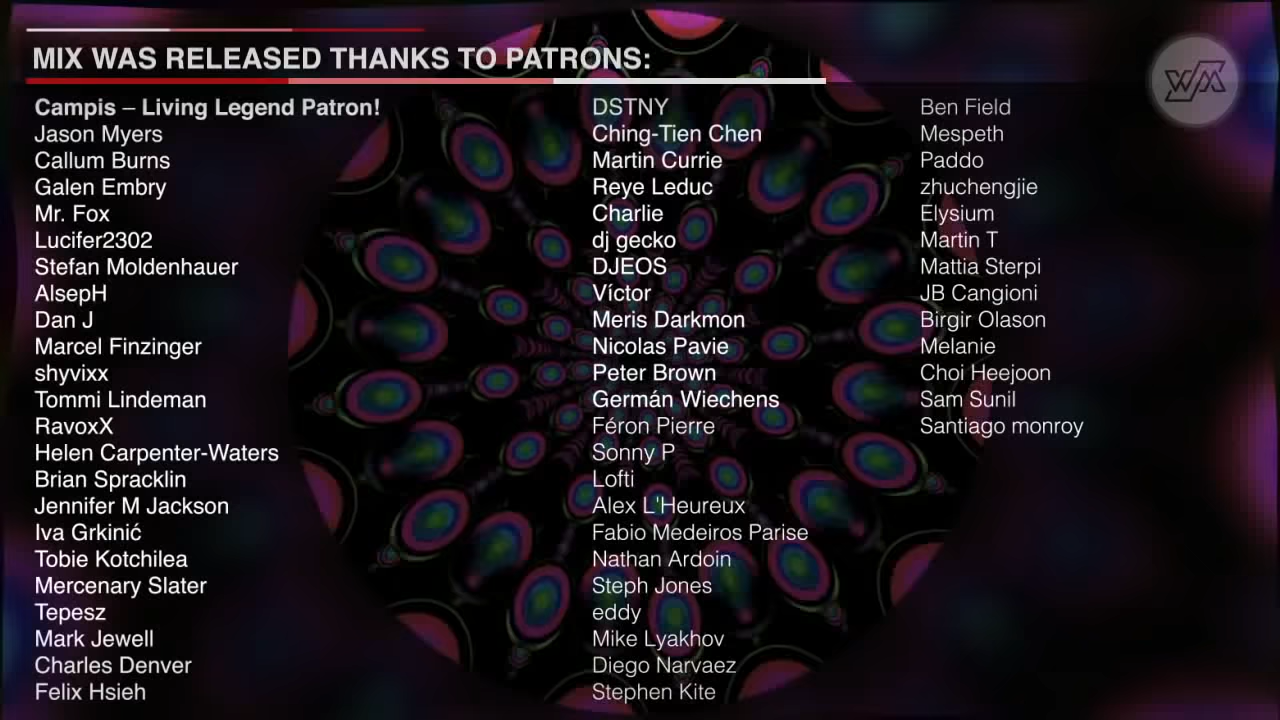 MIX WAS RELEASED THANKS TO PATRONS:
Campis – Living Legend Patron!
Jason Myers
Callum Burns
Galen Embry
Mr. Fox
Lucifer2302
Stefan Moldenhauer
AlsepH
Dan J
Marcel Finzinger
shyvixx
Tommi Lindeman
RavoxX
Helen Carpenter-Waters
Brian Spracklin
Jennifer M Jackson
Iva Grkinić
Tobie Kotchilea
Mercenary Slater
Tepesz
Mark Jewell
Charles Denver
Felix Hsieh
DSTNY
Ching-Tien Chen
Martin Currie
Reye Leduc
Charlie
dj gecko
DJEOS
Víctor
Meris Darkmon
Nicolas Pavie
Peter Brown
Germán Wiechens
Féron Pierre
Sonny P
Lofti
Alex L'Heureux
Fabio Medeiros Parise
Nathan Ardoin
Steph Jones
eddy
Mike Lyakhov
Diego Narvaez
Stephen Kite
Ben Field
Mespeth
Paddo
zhuchengjie
Elysium
Martin T
Mattia Sterpi
JB Cangioni
Birgir Olason
Melanie
Choi Heejoon
Sam Sunil
Santiago monroy
WM